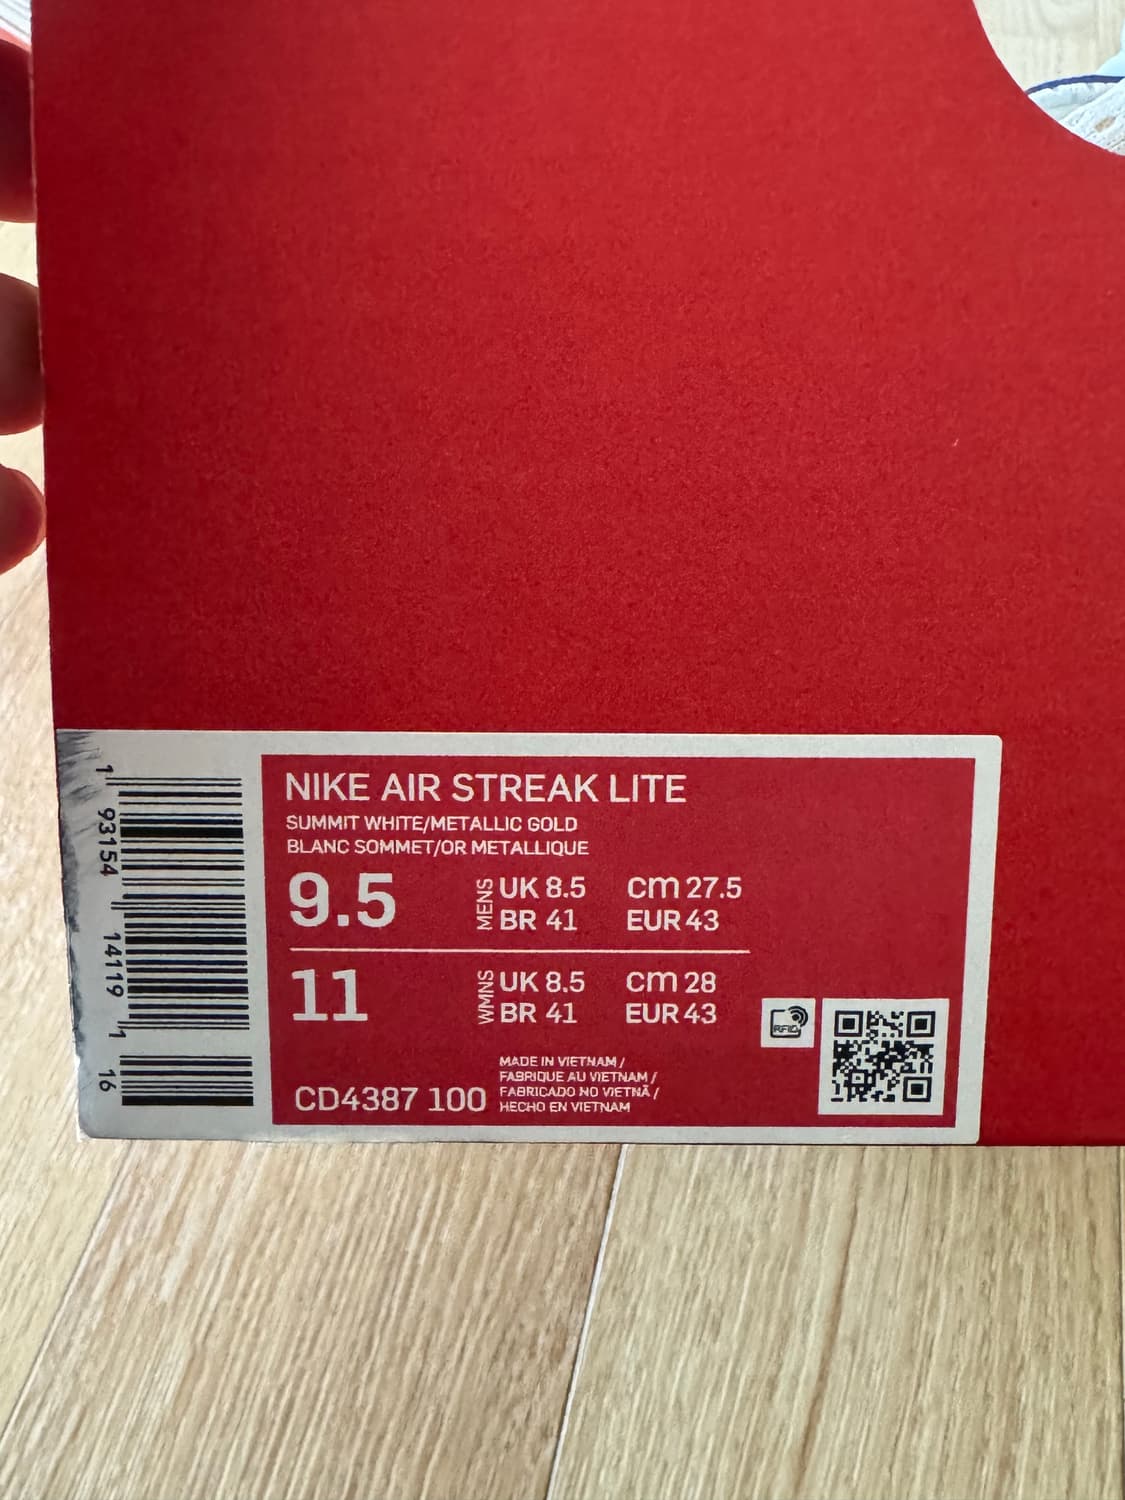 NIKE AIR STREAK LITE
SUMMIT WHITE/METALLIC GOLD
BLANC SOMMET/OR METALLIQUE
9.5 MENS UK 8.5 cm 27.5
BR 41 EUR 43
11 WMNS UK 8.5 cm 28
BR 41 EUR 43
CD4387 100
MADE IN VIETNAM /
FABRIQUE AU VIETNAM /
FABRICADO NO VIETNÃ /
HECHO EN VIETNAM
RFID
1 93154 14119 1 16